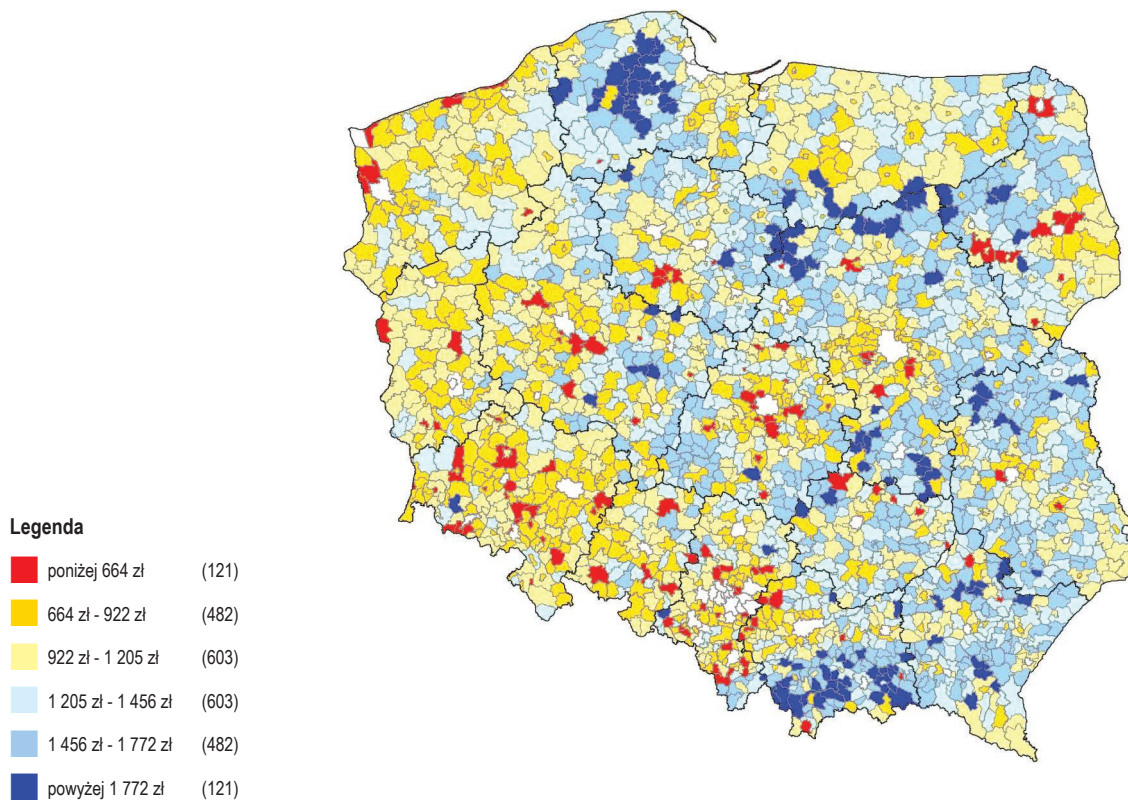 Legenda
poniżej 664 zł (121)
664 zł - 922 zł (482)
922 zł - 1 205 zł (603)
1 205 zł - 1 456 zł (603)
1 456 zł - 1 772 zł (482)
powyżej 1 772 zł (121)